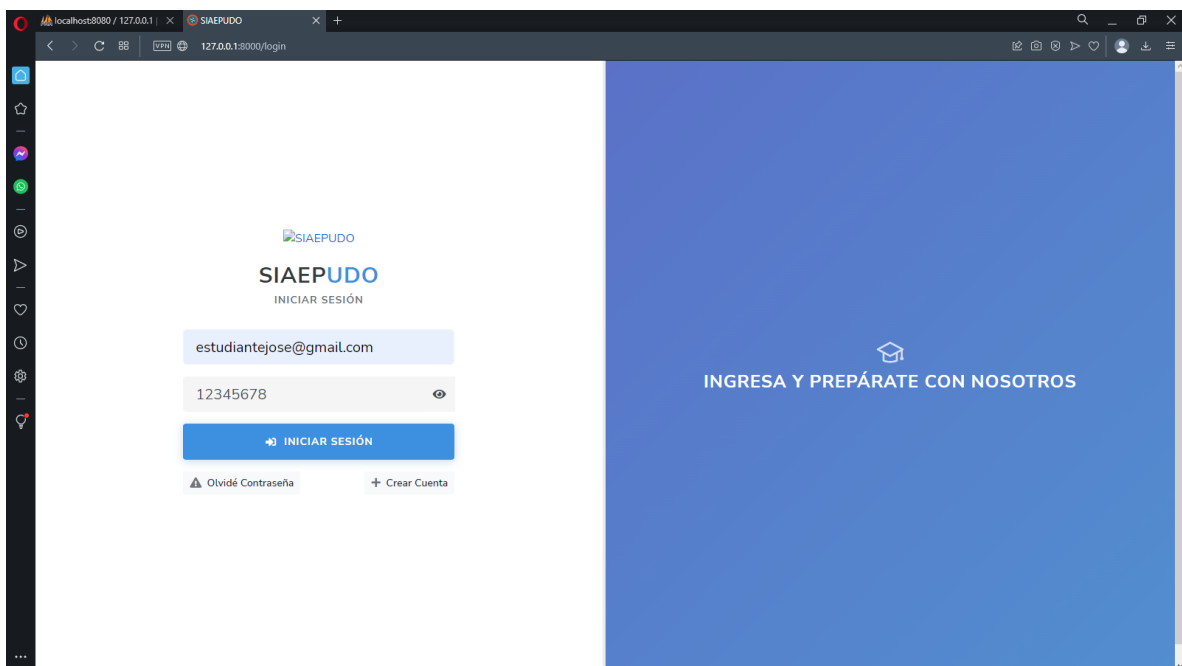 localhost:8080 / 127.0.0.1 |
SIAEPUDO
VPN
127.0.0.1:8000/login
SIAEPUDO
SIAEPUDO
INICIAR SESIÓN
estudiantejose@gmail.com
12345678
INICIAR SESIÓN
Olvidé Contraseña
Crear Cuenta
INGRESA Y PREPÁRATE CON NOSOTROS